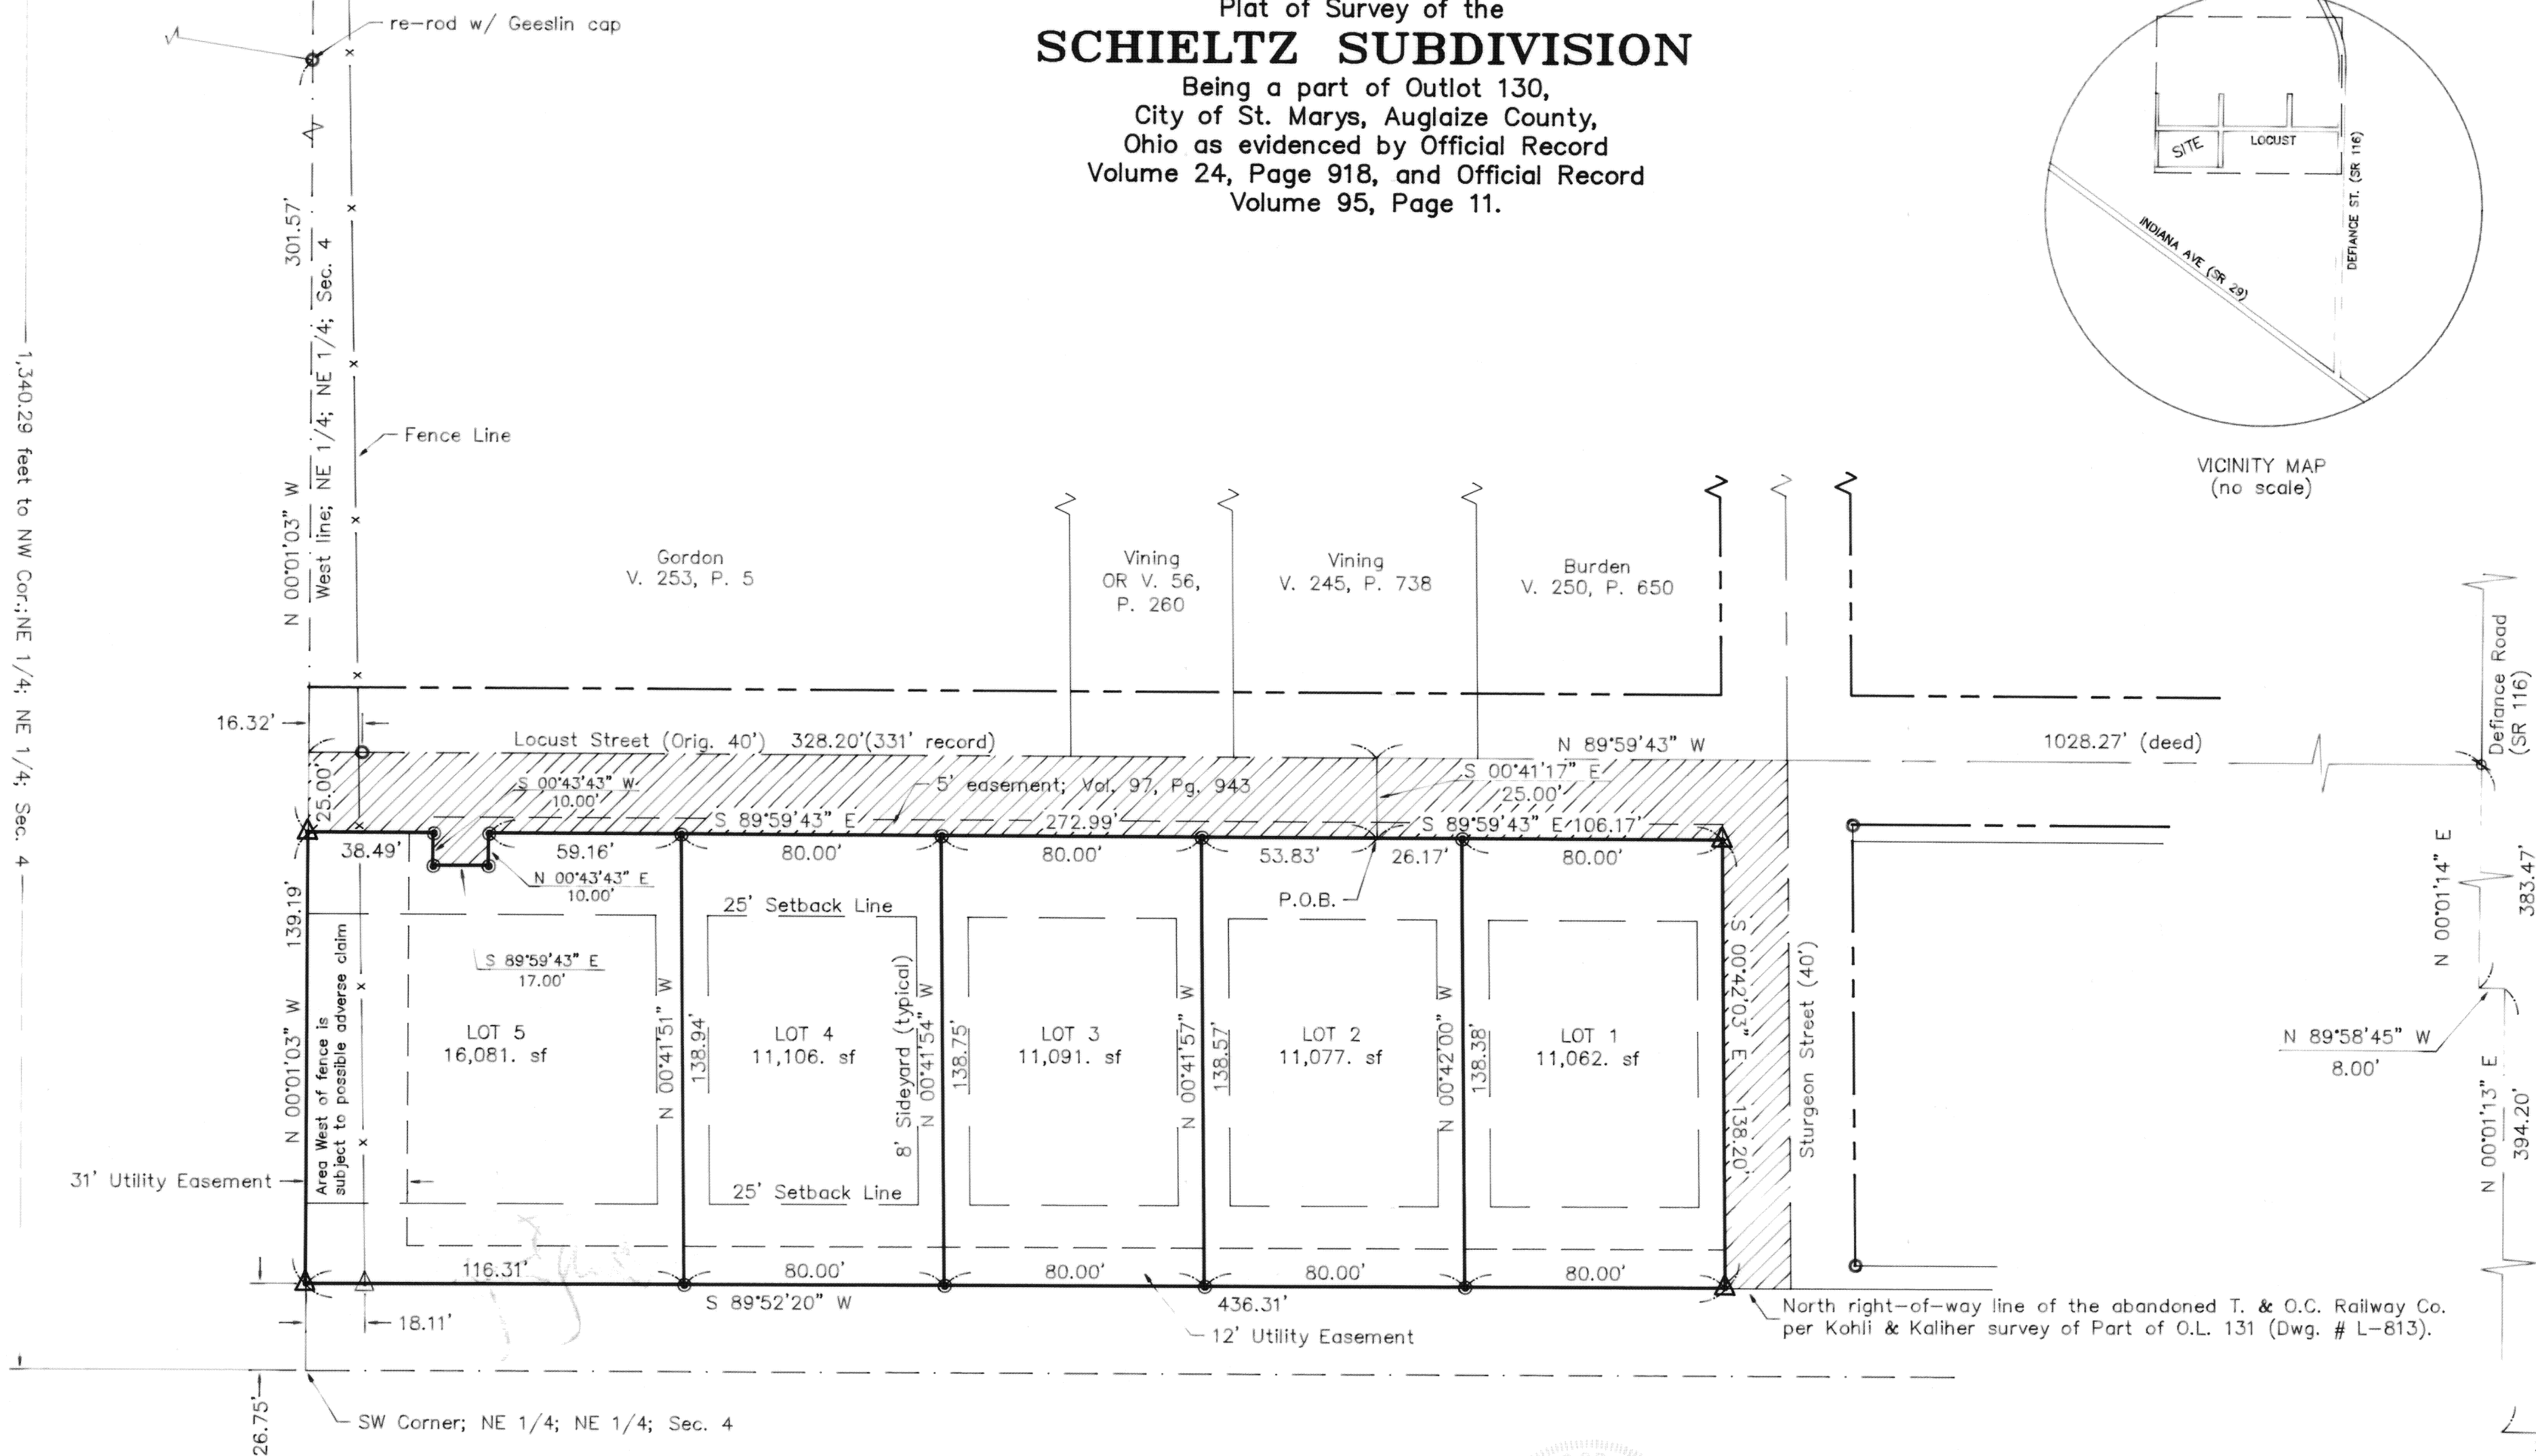 Plat of Survey of the
SCHIELTZ SUBDIVISION
Being a part of Outlot 130,
City of St. Marys, Auglaize County,
Ohio as evidenced by Official Record
Volume 24, Page 918, and Official Record
Volume 95, Page 11.
re-rod w/ Geeslin cap
SITE
LOCUST
DEFIANCE ST. (SR 116)
INDIANA AVE (SR 29)
VICINITY MAP
(no scale)
1,340.29 feet to NW Cor.;NE 1/4; NE 1/4; Sec. 4
301.57'
N 00°01'03" W
West line; NE 1/4; NE 1/4; Sec. 4
Fence Line
Gordon
V. 253, P. 5
Vining
OR V. 56,
P. 260
Vining
V. 245, P. 738
Burden
V. 250, P. 650
Defiance Road
(SR 116)
16.32'
Locust Street (Orig. 40') 328.20'(331' record)
N 89°59'43" W
1028.27' (deed)
25.00'
S 00°43'43" W
10.00'
5' easement; Vol. 97, Pg. 943
S 00°41'17" E
25.00'
S 89°59'43" E
272.99'
S 89°59'43" E 106.17'
38.49'
59.16'
80.00'
80.00'
53.83'
26.17'
80.00'
N 00°43'43" E
10.00'
P.O.B.
25' Setback Line
139.19'
N 00°01'03" W
Area West of fence is
subject to possible adverse claim
S 89°59'43" E
17.00'
LOT 5
16,081. sf
N 00°41'51" W
138.94'
LOT 4
11,106. sf
8' Sideyard (typical)
N 00°41'54" W
138.75'
LOT 3
11,091. sf
N 00°41'57" W
138.57'
LOT 2
11,077. sf
N 00°42'00" W
138.38'
LOT 1
11,062. sf
S 00°42'03" E
138.20'
Sturgeon Street (40')
N 00°01'14" E
383.47'
N 89°58'45" W
8.00'
N 00°01'13" E
394.20'
31' Utility Easement
25' Setback Line
116.31'
80.00'
80.00'
80.00'
80.00'
S 89°52'20" W
436.31'
18.11'
12' Utility Easement
North right-of-way line of the abandoned T. & O.C. Railway Co.
per Kohli & Kaliher survey of Part of O.L. 131 (Dwg. # L-813).
26.75'
SW Corner; NE 1/4; NE 1/4; Sec. 4